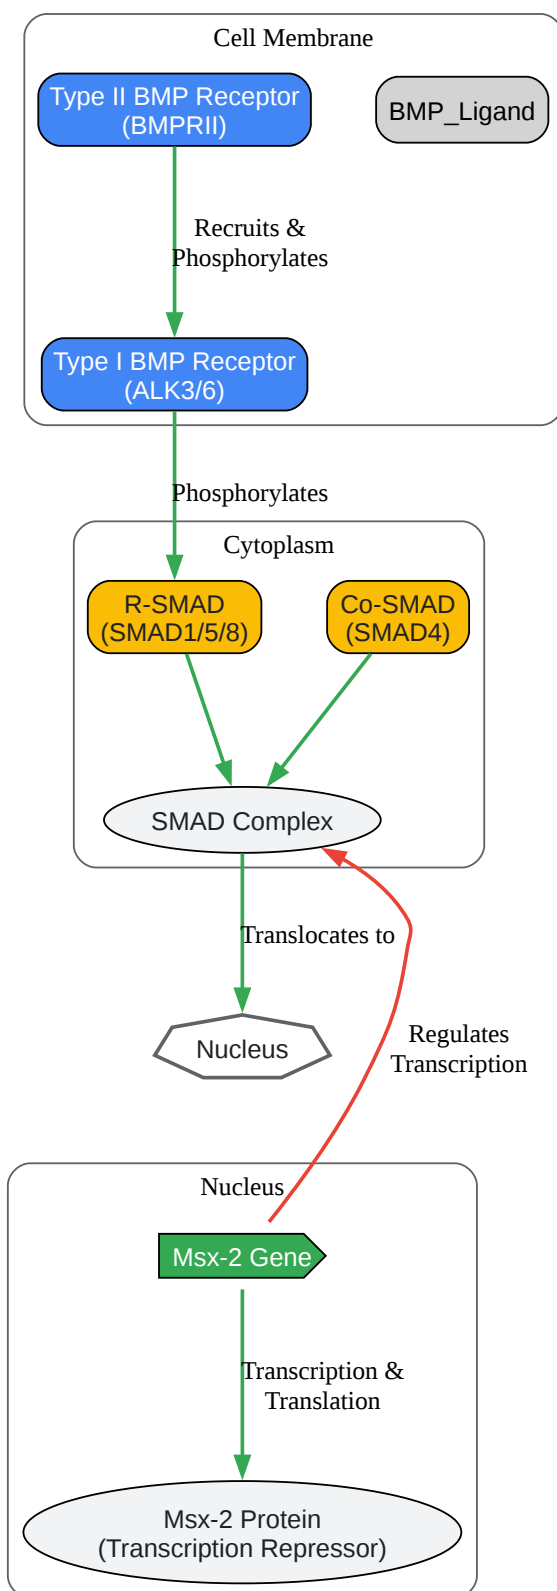 Cell Membrane
Type II BMP Receptor
(BMPRII)
BMP_Ligand
Recruits &
Phosphorylates
Type I BMP Receptor
(ALK3/6)
Phosphorylates
Cytoplasm
R-SMAD
(SMAD1/5/8)
Co-SMAD
(SMAD4)
SMAD Complex
Translocates to
Nucleus
Regulates
Transcription
Nucleus
Msx-2 Gene
Transcription &
Translation
Msx-2 Protein
(Transcription Repressor)